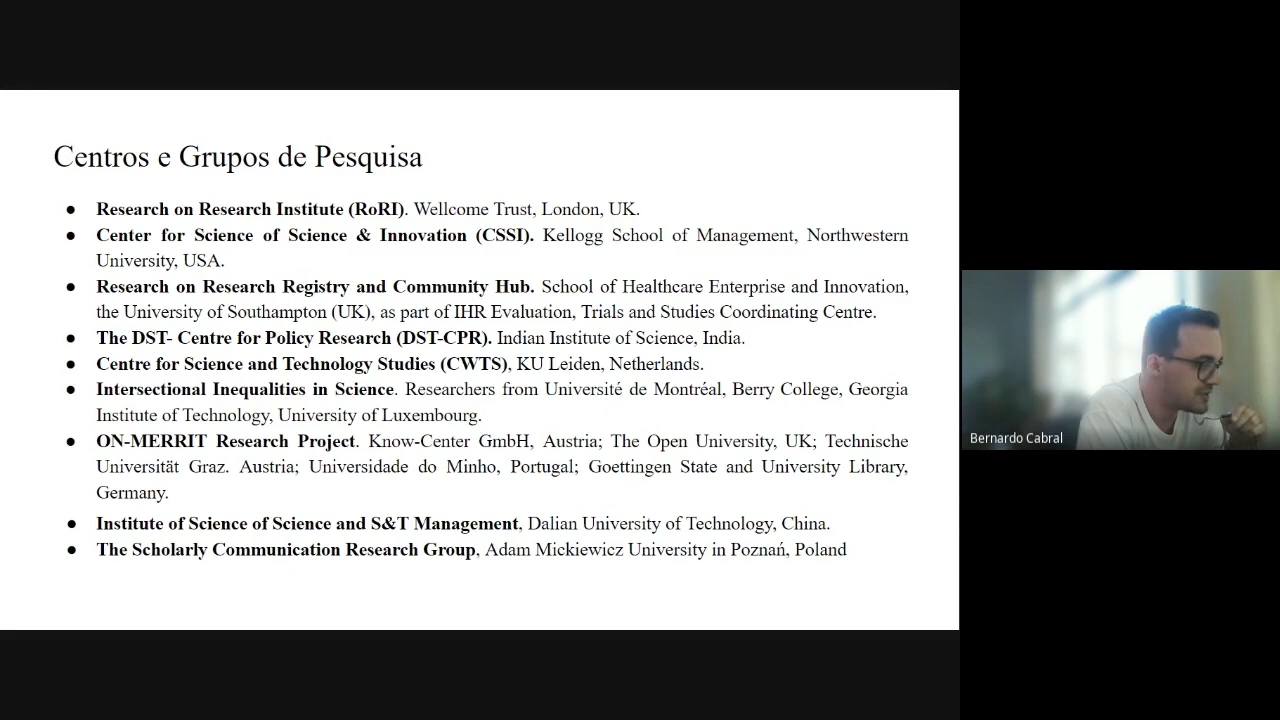 Centros e Grupos de Pesquisa
● Research on Research Institute (RoRI). Wellcome Trust, London, UK.
● Center for Science of Science & Innovation (CSSI). Kellogg School of Management, Northwestern
University, USA.
● Research on Research Registry and Community Hub. School of Healthcare Enterprise and Innovation,
the University of Southampton (UK), as part of IHR Evaluation, Trials and Studies Coordinating Centre.
● The DST- Centre for Policy Research (DST-CPR). Indian Institute of Science, India.
● Centre for Science and Technology Studies (CWTS), KU Leiden, Netherlands.
● Intersectional Inequalities in Science. Researchers from Université de Montréal, Berry College, Georgia
Institute of Technology, University of Luxembourg.
● ON-MERRIT Research Project. Know-Center GmbH, Austria; The Open University, UK; Technische
Universität Graz. Austria; Universidade do Minho, Portugal; Goettingen State and University Library,
Germany.
● Institute of Science of Science and S&T Management, Dalian University of Technology, China.
● The Scholarly Communication Research Group, Adam Mickiewicz University in Poznań, Poland
Bernardo Cabral